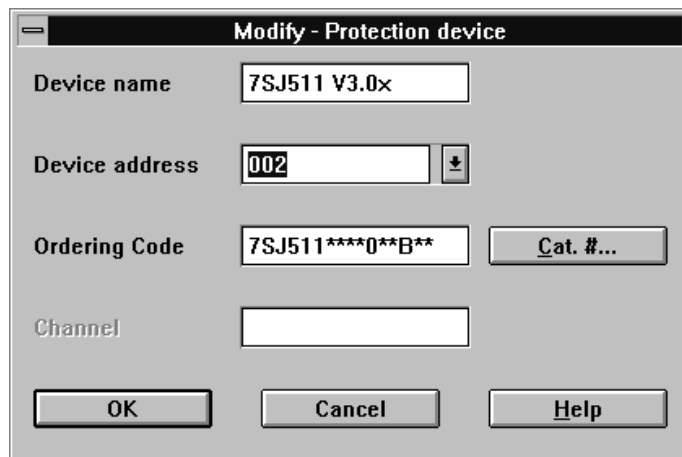 Modify - Protection device
Device name 7SJ511 V3.0x
Device address 002
Ordering Code 7SJ511****0**B** Cat. #...
Channel
OK Cancel Help